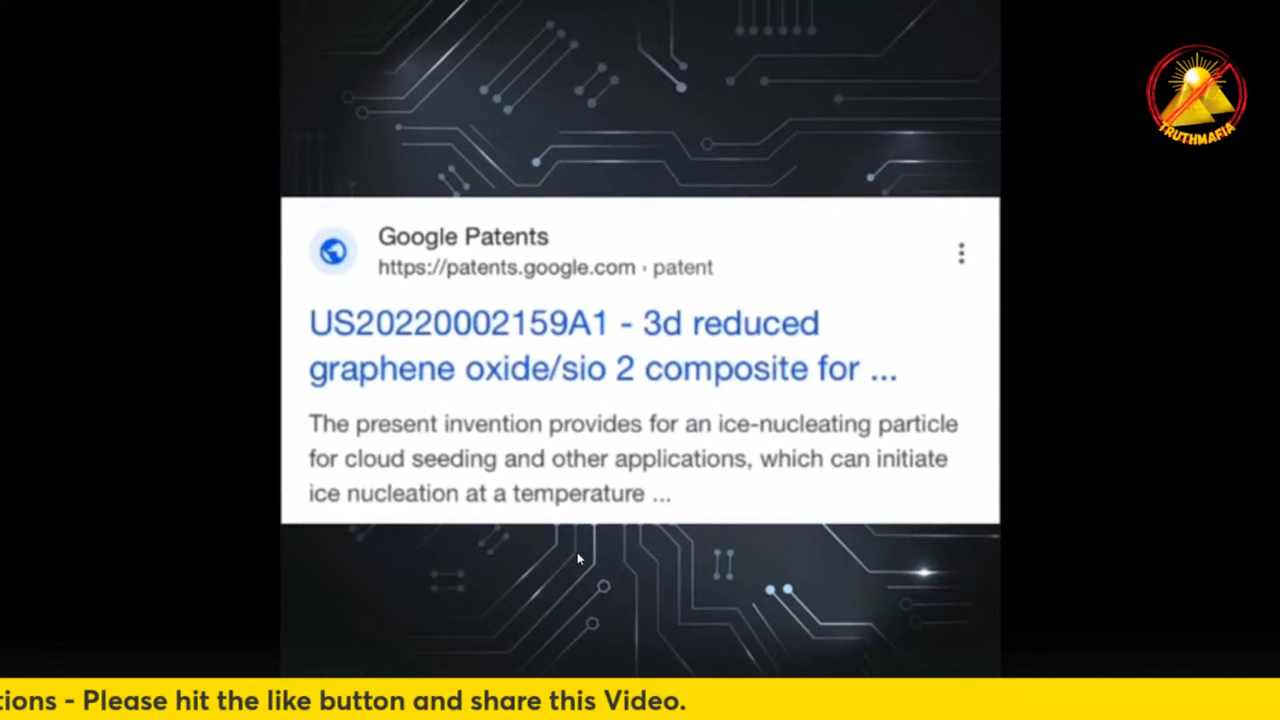 TRUTHMAFIA
Google Patents
https://patents.google.com › patent
US20220002159A1 - 3d reduced
graphene oxide/sio 2 composite for ...
The present invention provides for an ice-nucleating particle
for cloud seeding and other applications, which can initiate
ice nucleation at a temperature ...
tions - Please hit the like button and share this Video.